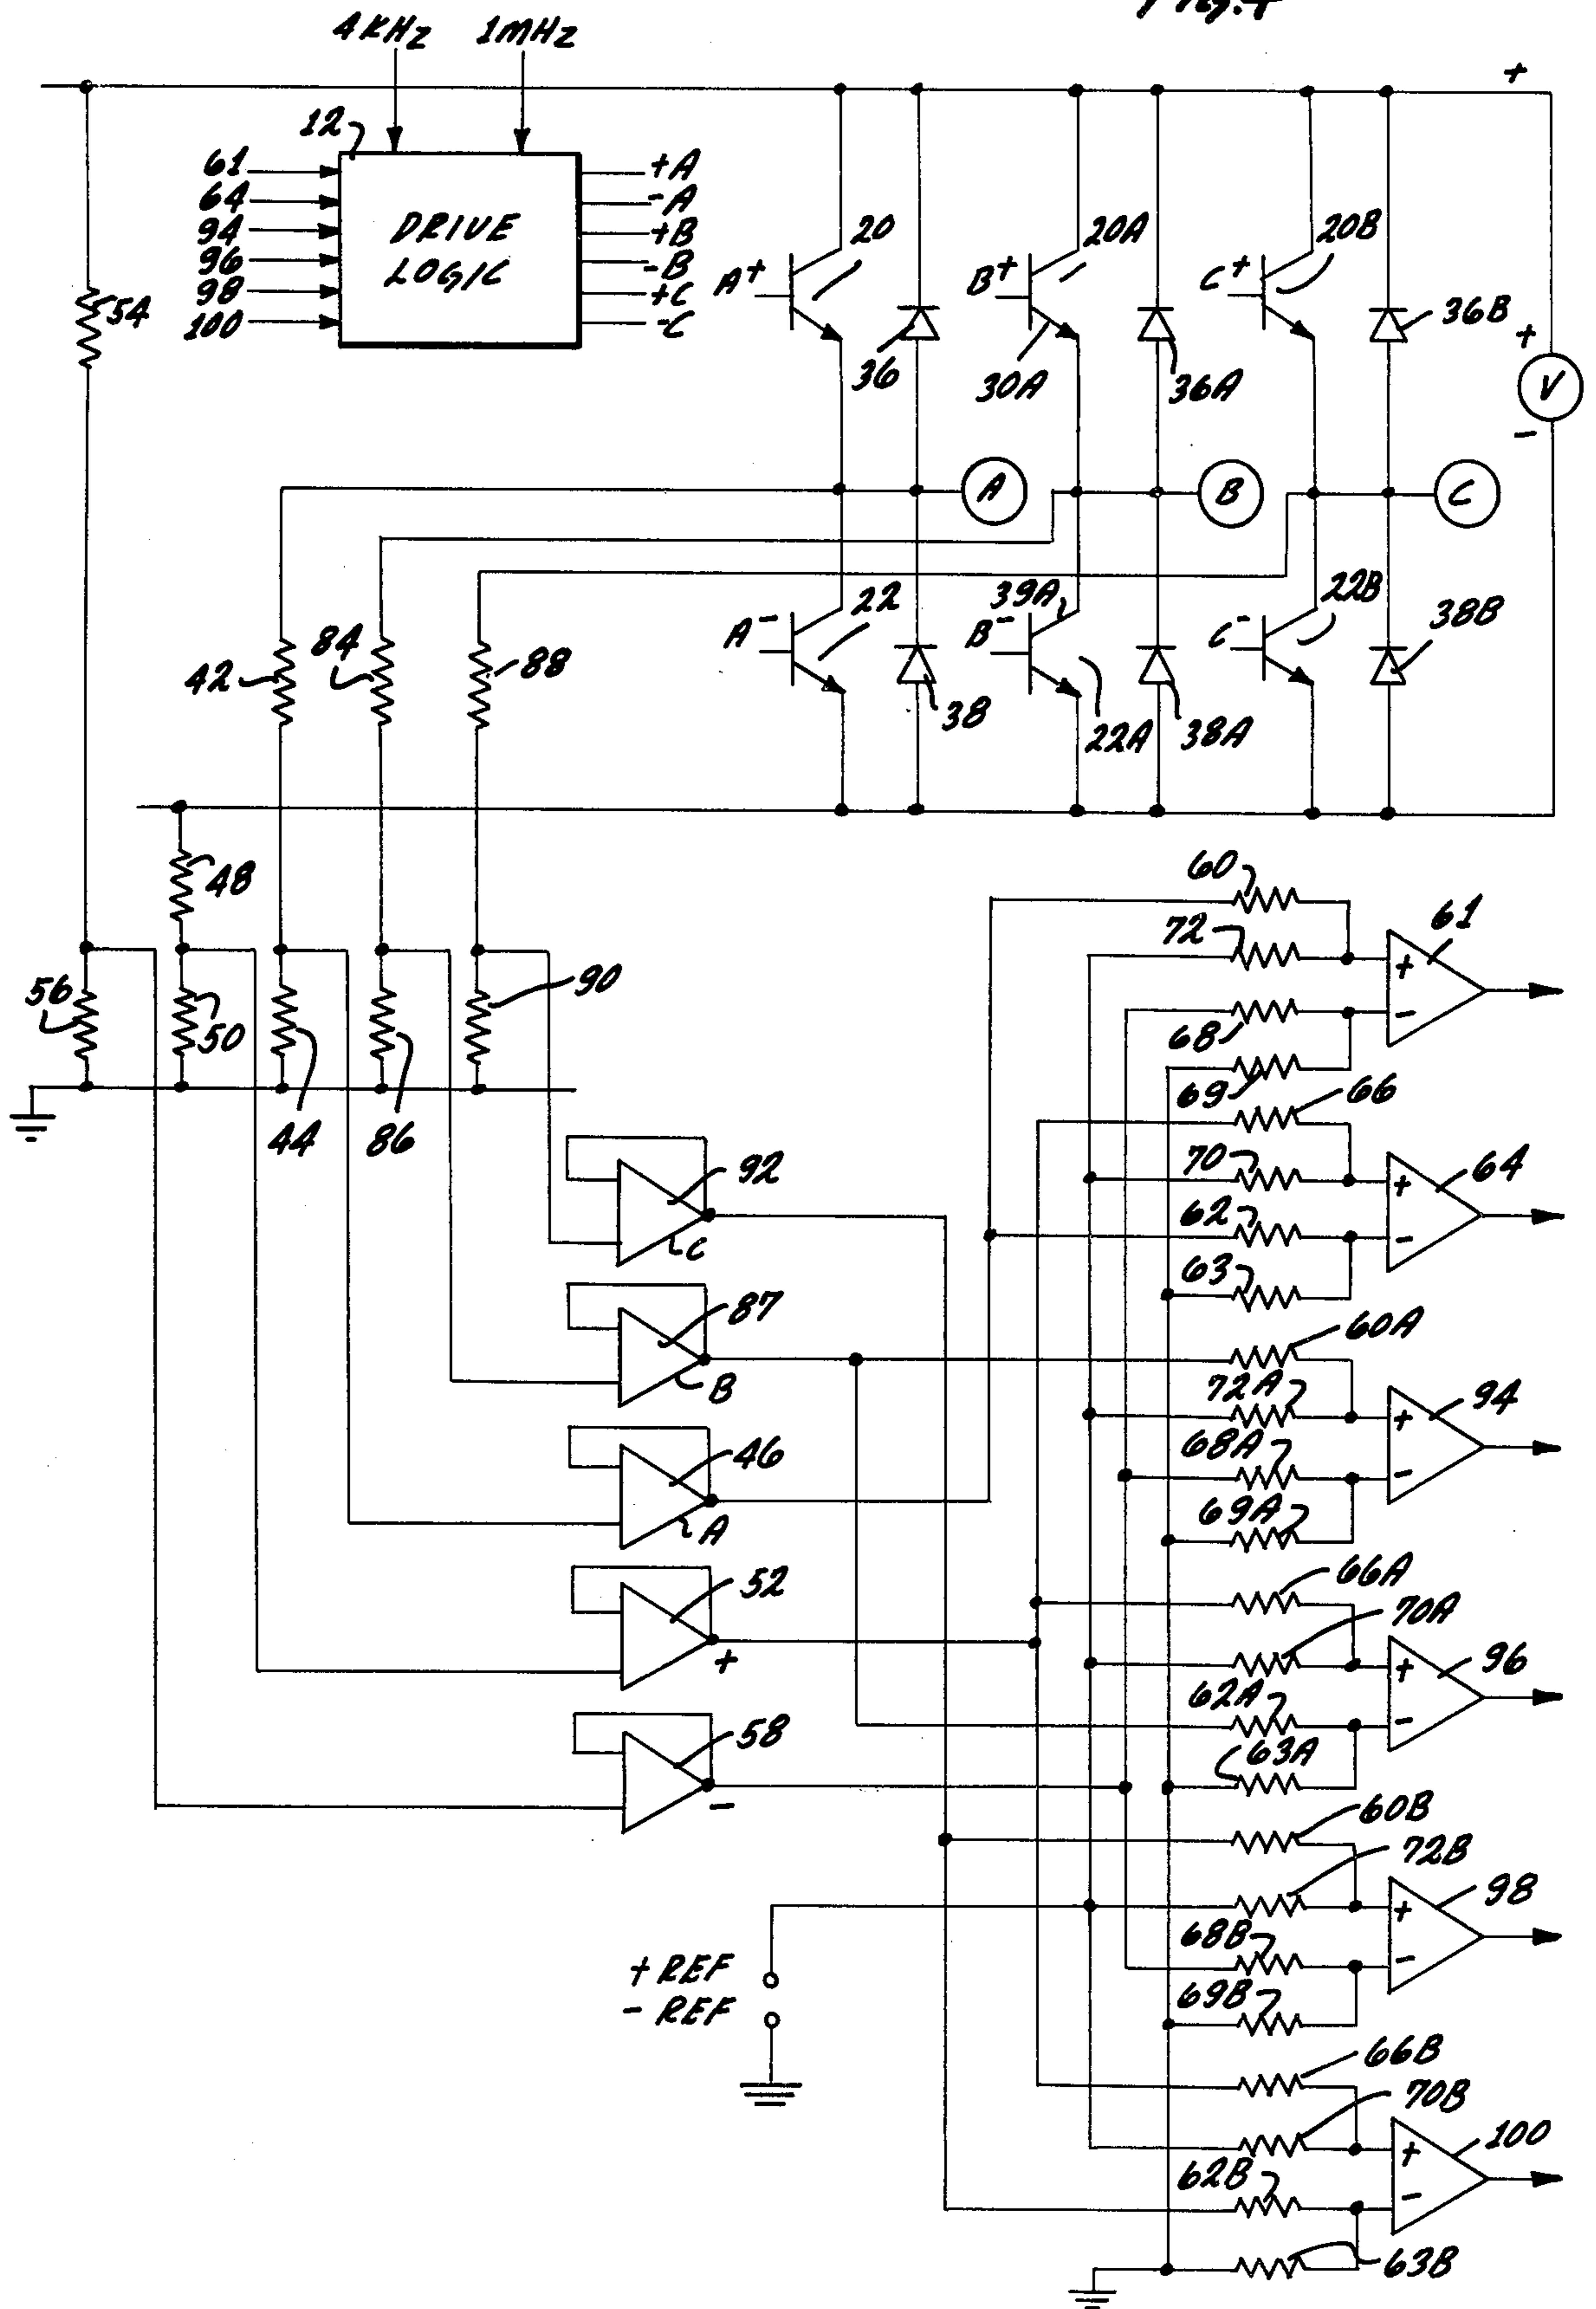 Fig. 4
4KHz 1mHz
+
12
61 +A
64 -A
94 +B
96 -B
98 +C
100 -C
DRIVE
LOGIC
54
A+ 20
B+ 20A
C+ 20B
36
30A
36A
36B
+
V
-
A
B
C
42
84
88
A- 22
B- 39A
C- 22B
38
22A
38A
38B
48
56
50
90
44
86
60
72
61
+
-
68
69
66
70
64
+
-
62
63
92
C
87
B
46
A
52
+
58
-
60A
72A
94
+
-
68A
69A
66A
70A
96
+
-
62A
63A
60B
72B
98
+
-
68B
69B
+ REF
- REF
66B
70B
100
+
-
62B
63B